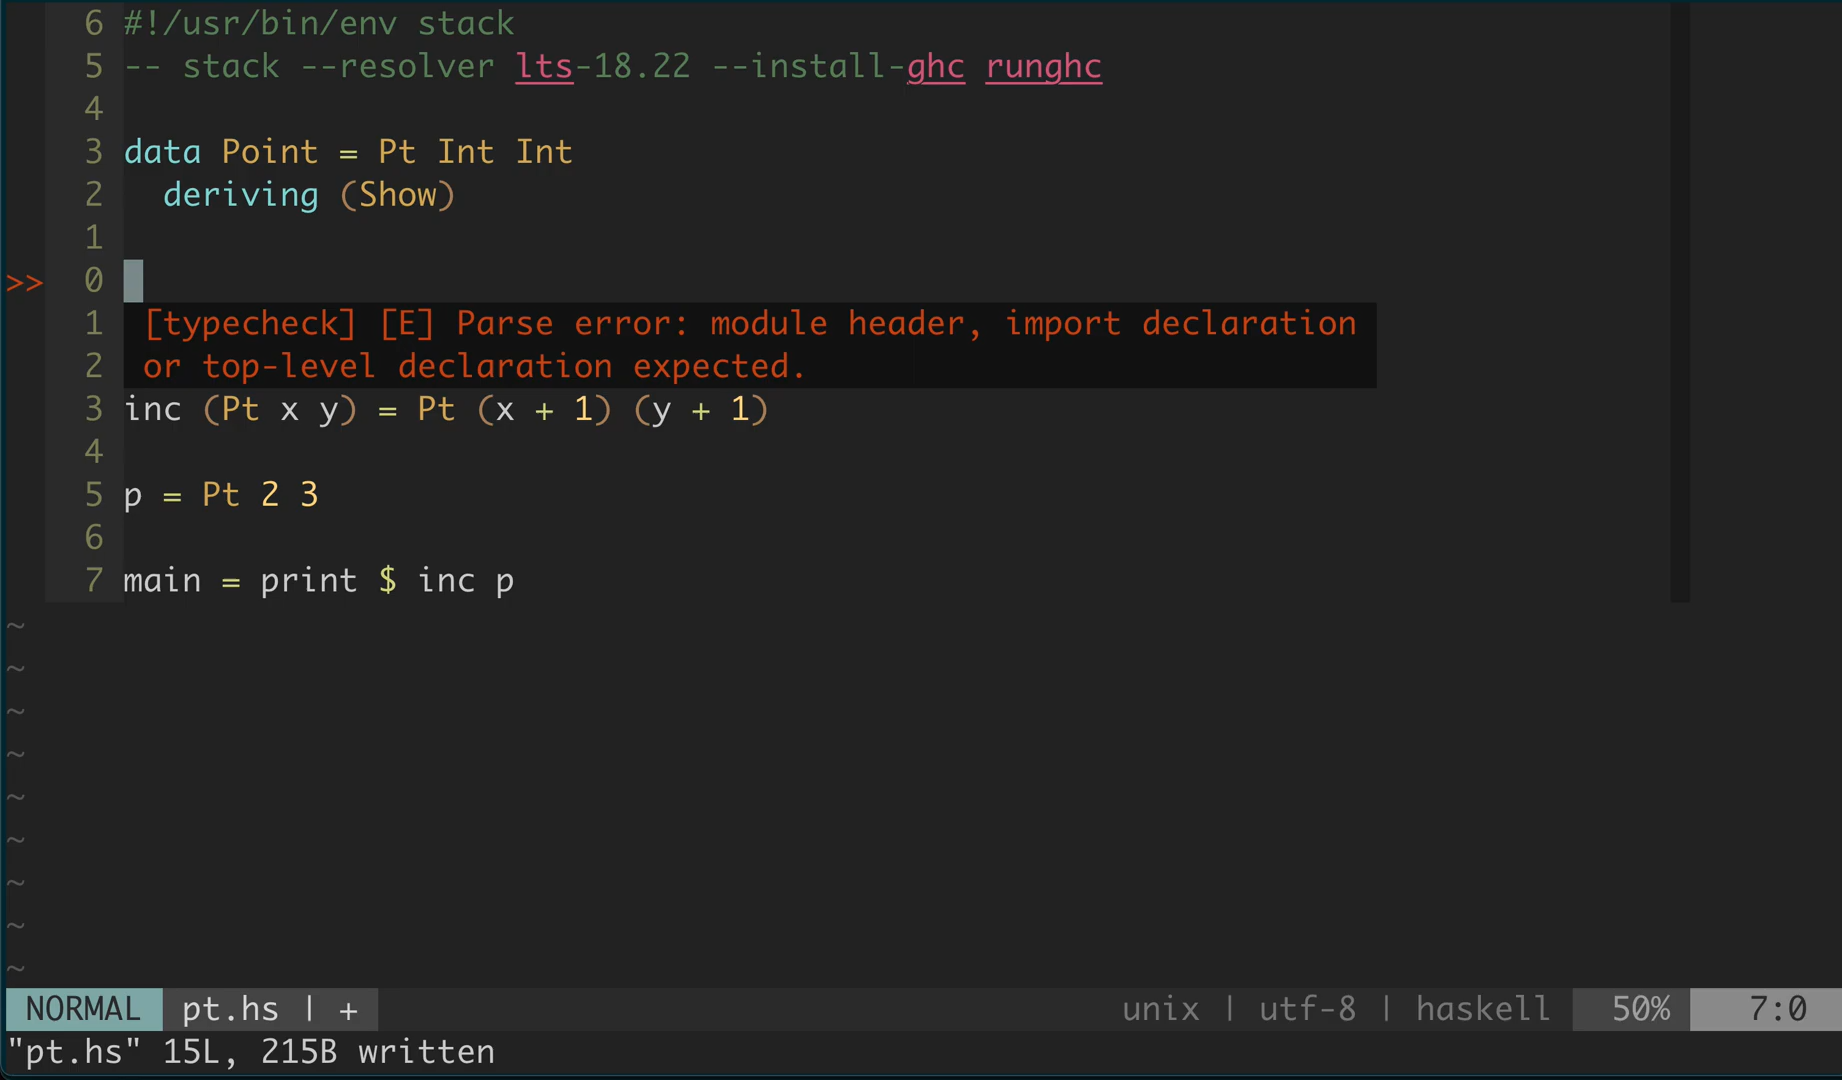 6 #!/usr/bin/env stack
5 -- stack --resolver lts-18.22 --install-ghc runghc
4
3 data Point = Pt Int Int
2   deriving (Show)
1
>> 0
1 [typecheck] [E] Parse error: module header, import declaration
2 or top-level declaration expected.
3 inc (Pt x y) = Pt (x + 1) (y + 1)
4
5 p = Pt 2 3
6
7 main = print $ inc p
~
~
~
~
~
~
~
~
~
NORMAL pt.hs | + unix | utf-8 | haskell 50% 7:0
"pt.hs" 15L, 215B written